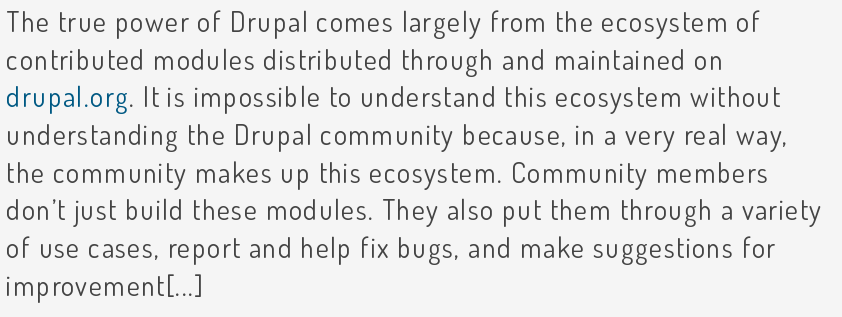 The true power of Drupal comes largely from the ecosystem of
contributed modules distributed through and maintained on
drupal.org. It is impossible to understand this ecosystem without
understanding the Drupal community because, in a very real way,
the community makes up this ecosystem. Community members
don’t just build these modules. They also put them through a variety
of use cases, report and help fix bugs, and make suggestions for
improvement[...]